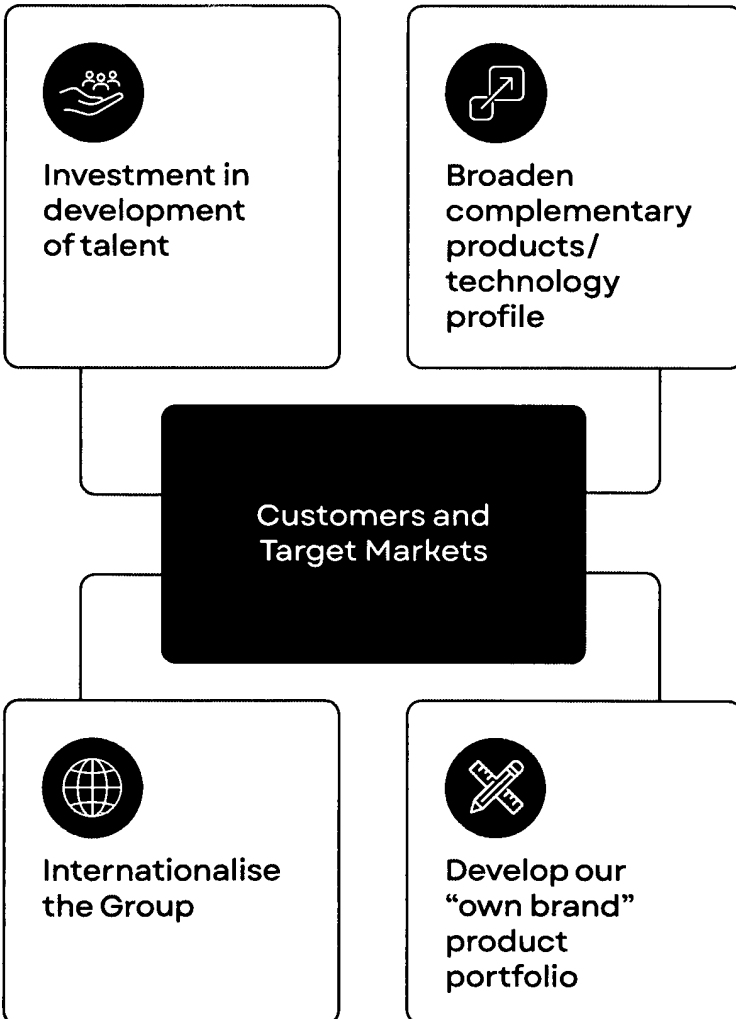 Investment in
development
of talent
Broaden
complementary
products/
technology
profile
Customers and
Target Markets
Internationalise
the Group
Develop our
“own brand”
product
portfolio